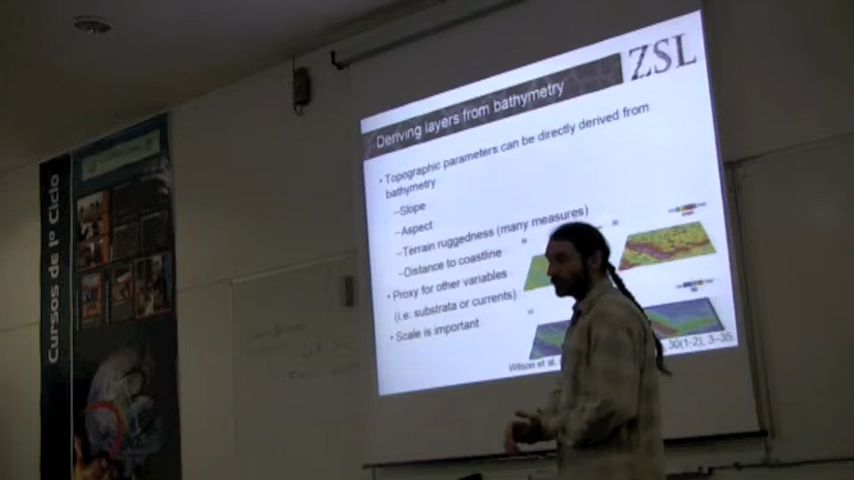 Cursos de 1º Ciclo
ZSL
Deriving layers from bathymetry
• Topographic parameters can be directly derived from
bathymetry
–Slope
–Aspect
–Terrain ruggedness (many measures)
–Distance to coastline
• Proxy for other variables
(i.e. substrata or currents)
• Scale is important
Wilson et al. 30(1-2), 3–35.